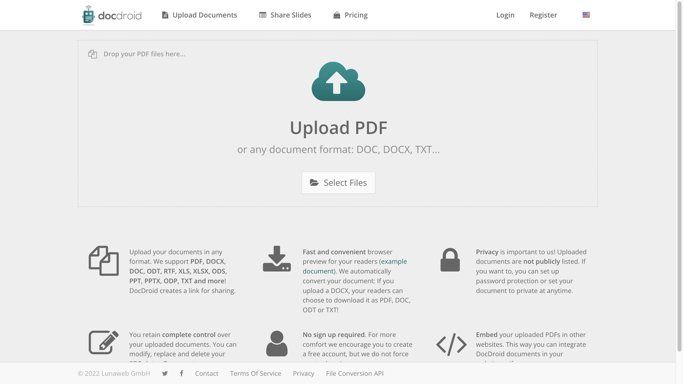 docdroid Upload Documents Share Slides Pricing Login Register
Drop your PDF files here...
Upload PDF
or any document format: DOC, DOCX, TXT...
Select Files
Upload your documents in any
format. We support PDF, DOCX,
DOC, ODT, RTF, XLS, XLSX, ODS,
PPT, PPTX, ODP, TXT and more!
DocDroid creates a link for sharing.
Fast and convenient browser
preview for your readers (example
document). We automatically
convert your document: If you
upload a DOCX, your readers can
choose to download it as PDF, DOC,
ODT or TXT!
Privacy is important to us! Uploaded
documents are not publicly listed. If
you want to, you can set up
password protection or set your
document to private at anytime.
You retain complete control over
your uploaded documents. You can
modify, replace and delete your
No sign up required. For more
comfort we encourage you to create
a free account, but we do not force
Embed your uploaded PDFs in other
websites. This way you can integrate
DocDroid documents in your
© 2022 Lunaweb GmbH Contact Terms Of Service Privacy File Conversion API